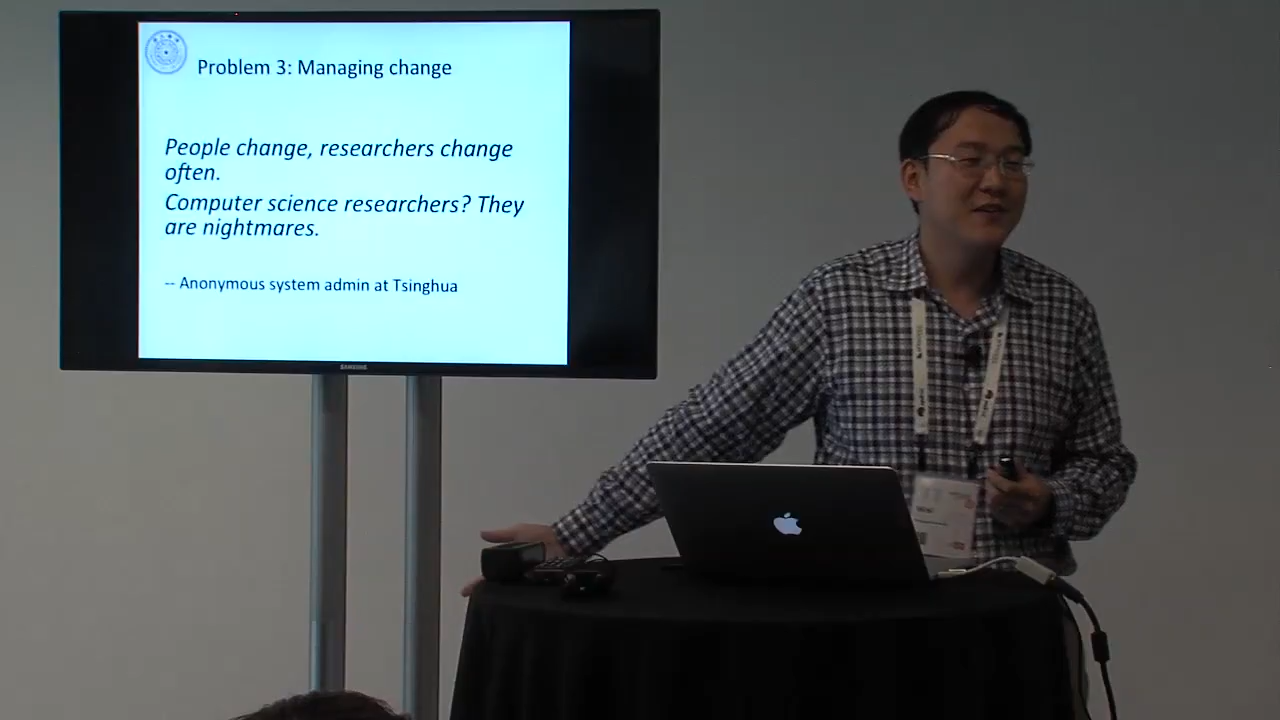 Problem 3: Managing change
People change, researchers change
often.
Computer science researchers? They
are nightmares.
-- Anonymous system admin at Tsinghua
SAMSUNG